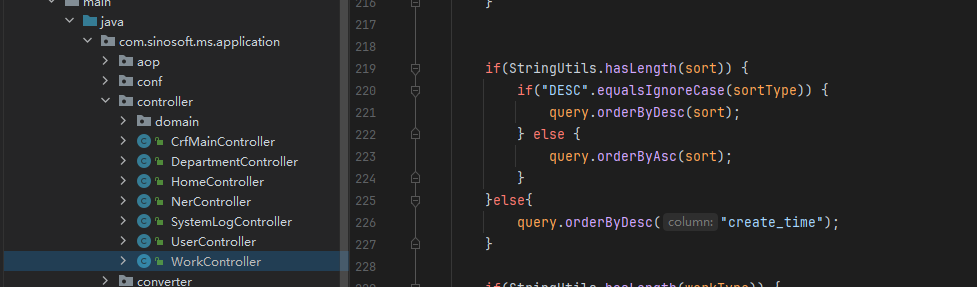 main
java
com.sinosoft.ms.application
aop
conf
controller
domain
CrfMainController
DepartmentController
HomeController
NerController
SystemLogController
UserController
WorkController
converter
216 }
217
218
219 if(StringUtils.hasLength(sort)) {
220 if("DESC".equalsIgnoreCase(sortType)) {
221 query.orderByDesc(sort);
222 } else {
223 query.orderByAsc(sort);
224 }
225 }else{
226 query.orderByDesc( column: "create_time");
227 }
228
if(StringUtils.hasLength(workType)) {